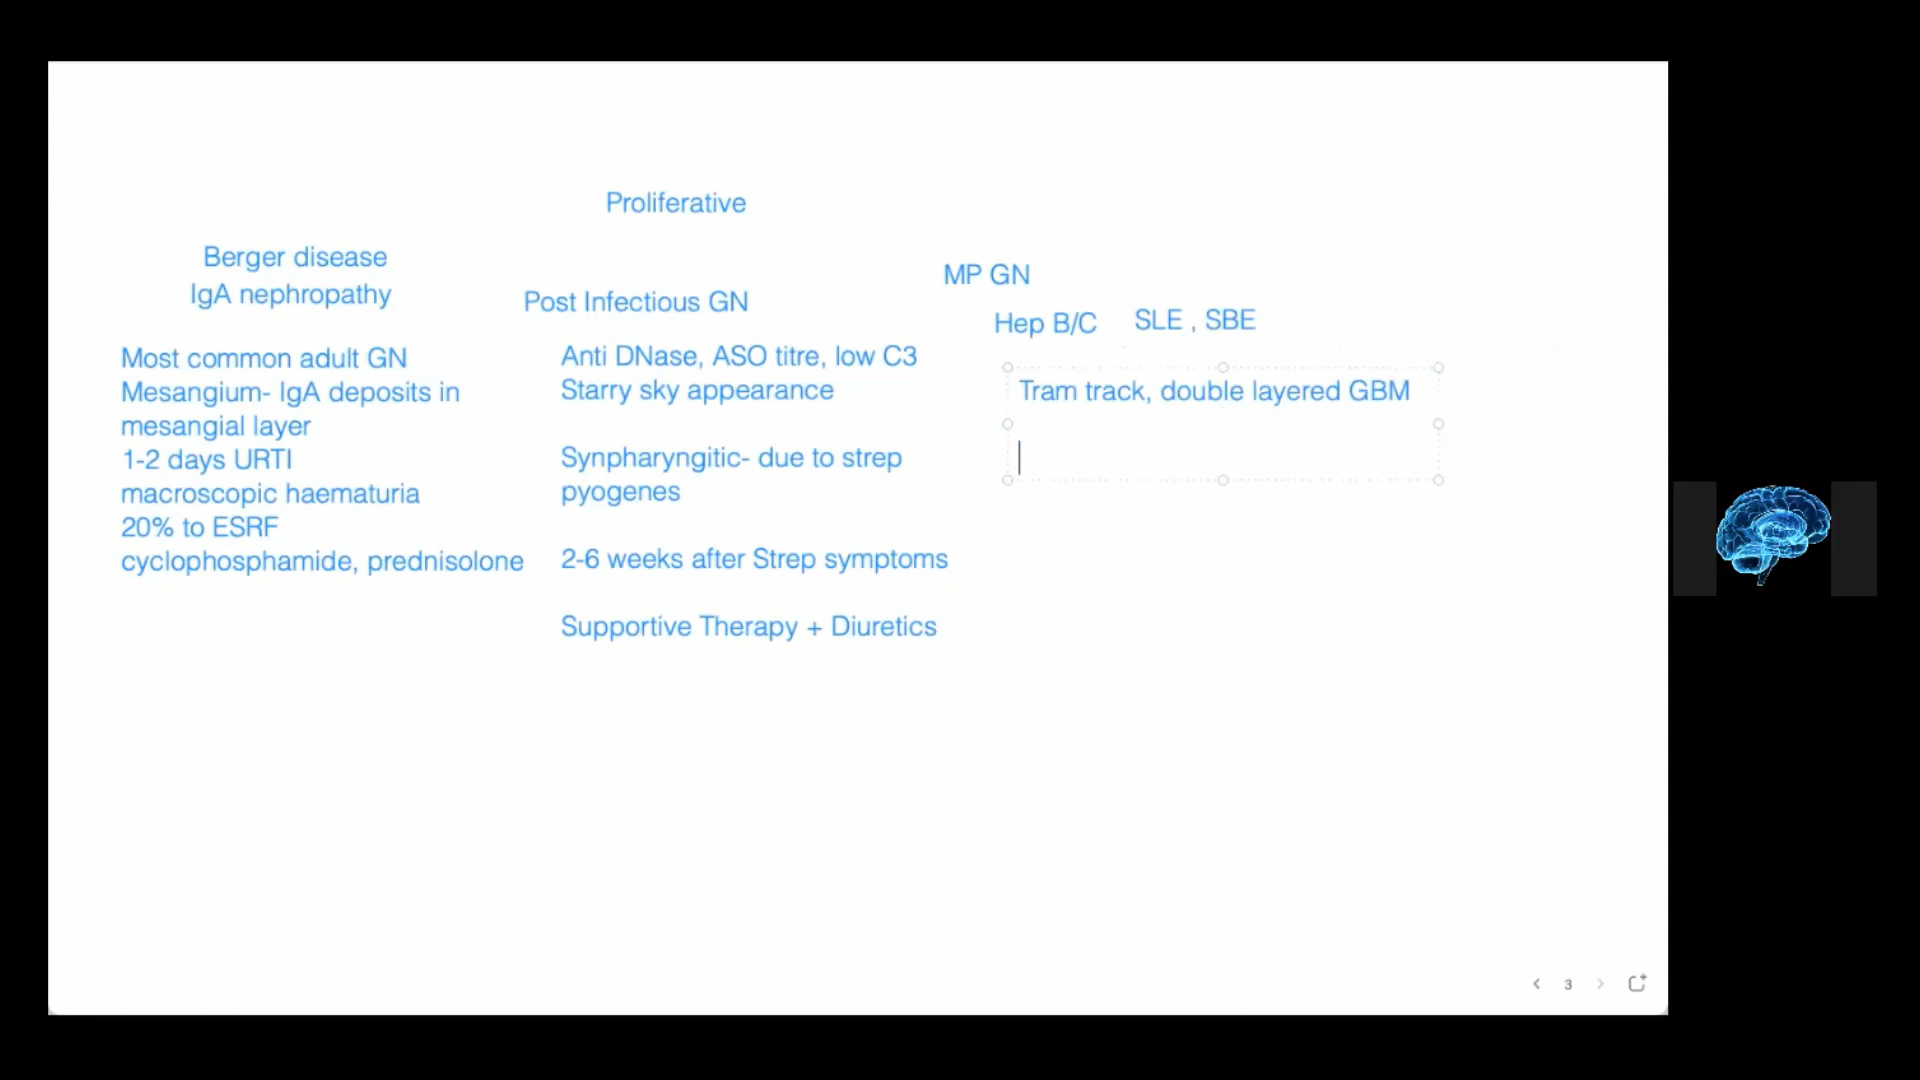 Proliferative
Berger disease
IgA nephropathy
Most common adult GN
Mesangium- IgA deposits in
mesangial layer
1-2 days URTI
macroscopic haematuria
20% to ESRF
cyclophosphamide, prednisolone
Post Infectious GN
Anti DNase, ASO titre, low C3
Starry sky appearance
Synpharyngitic- due to strep
pyogenes
2-6 weeks after Strep symptoms
Supportive Therapy + Diuretics
MP GN
Hep B/C
SLE , SBE
Tram track, double layered GBM
3